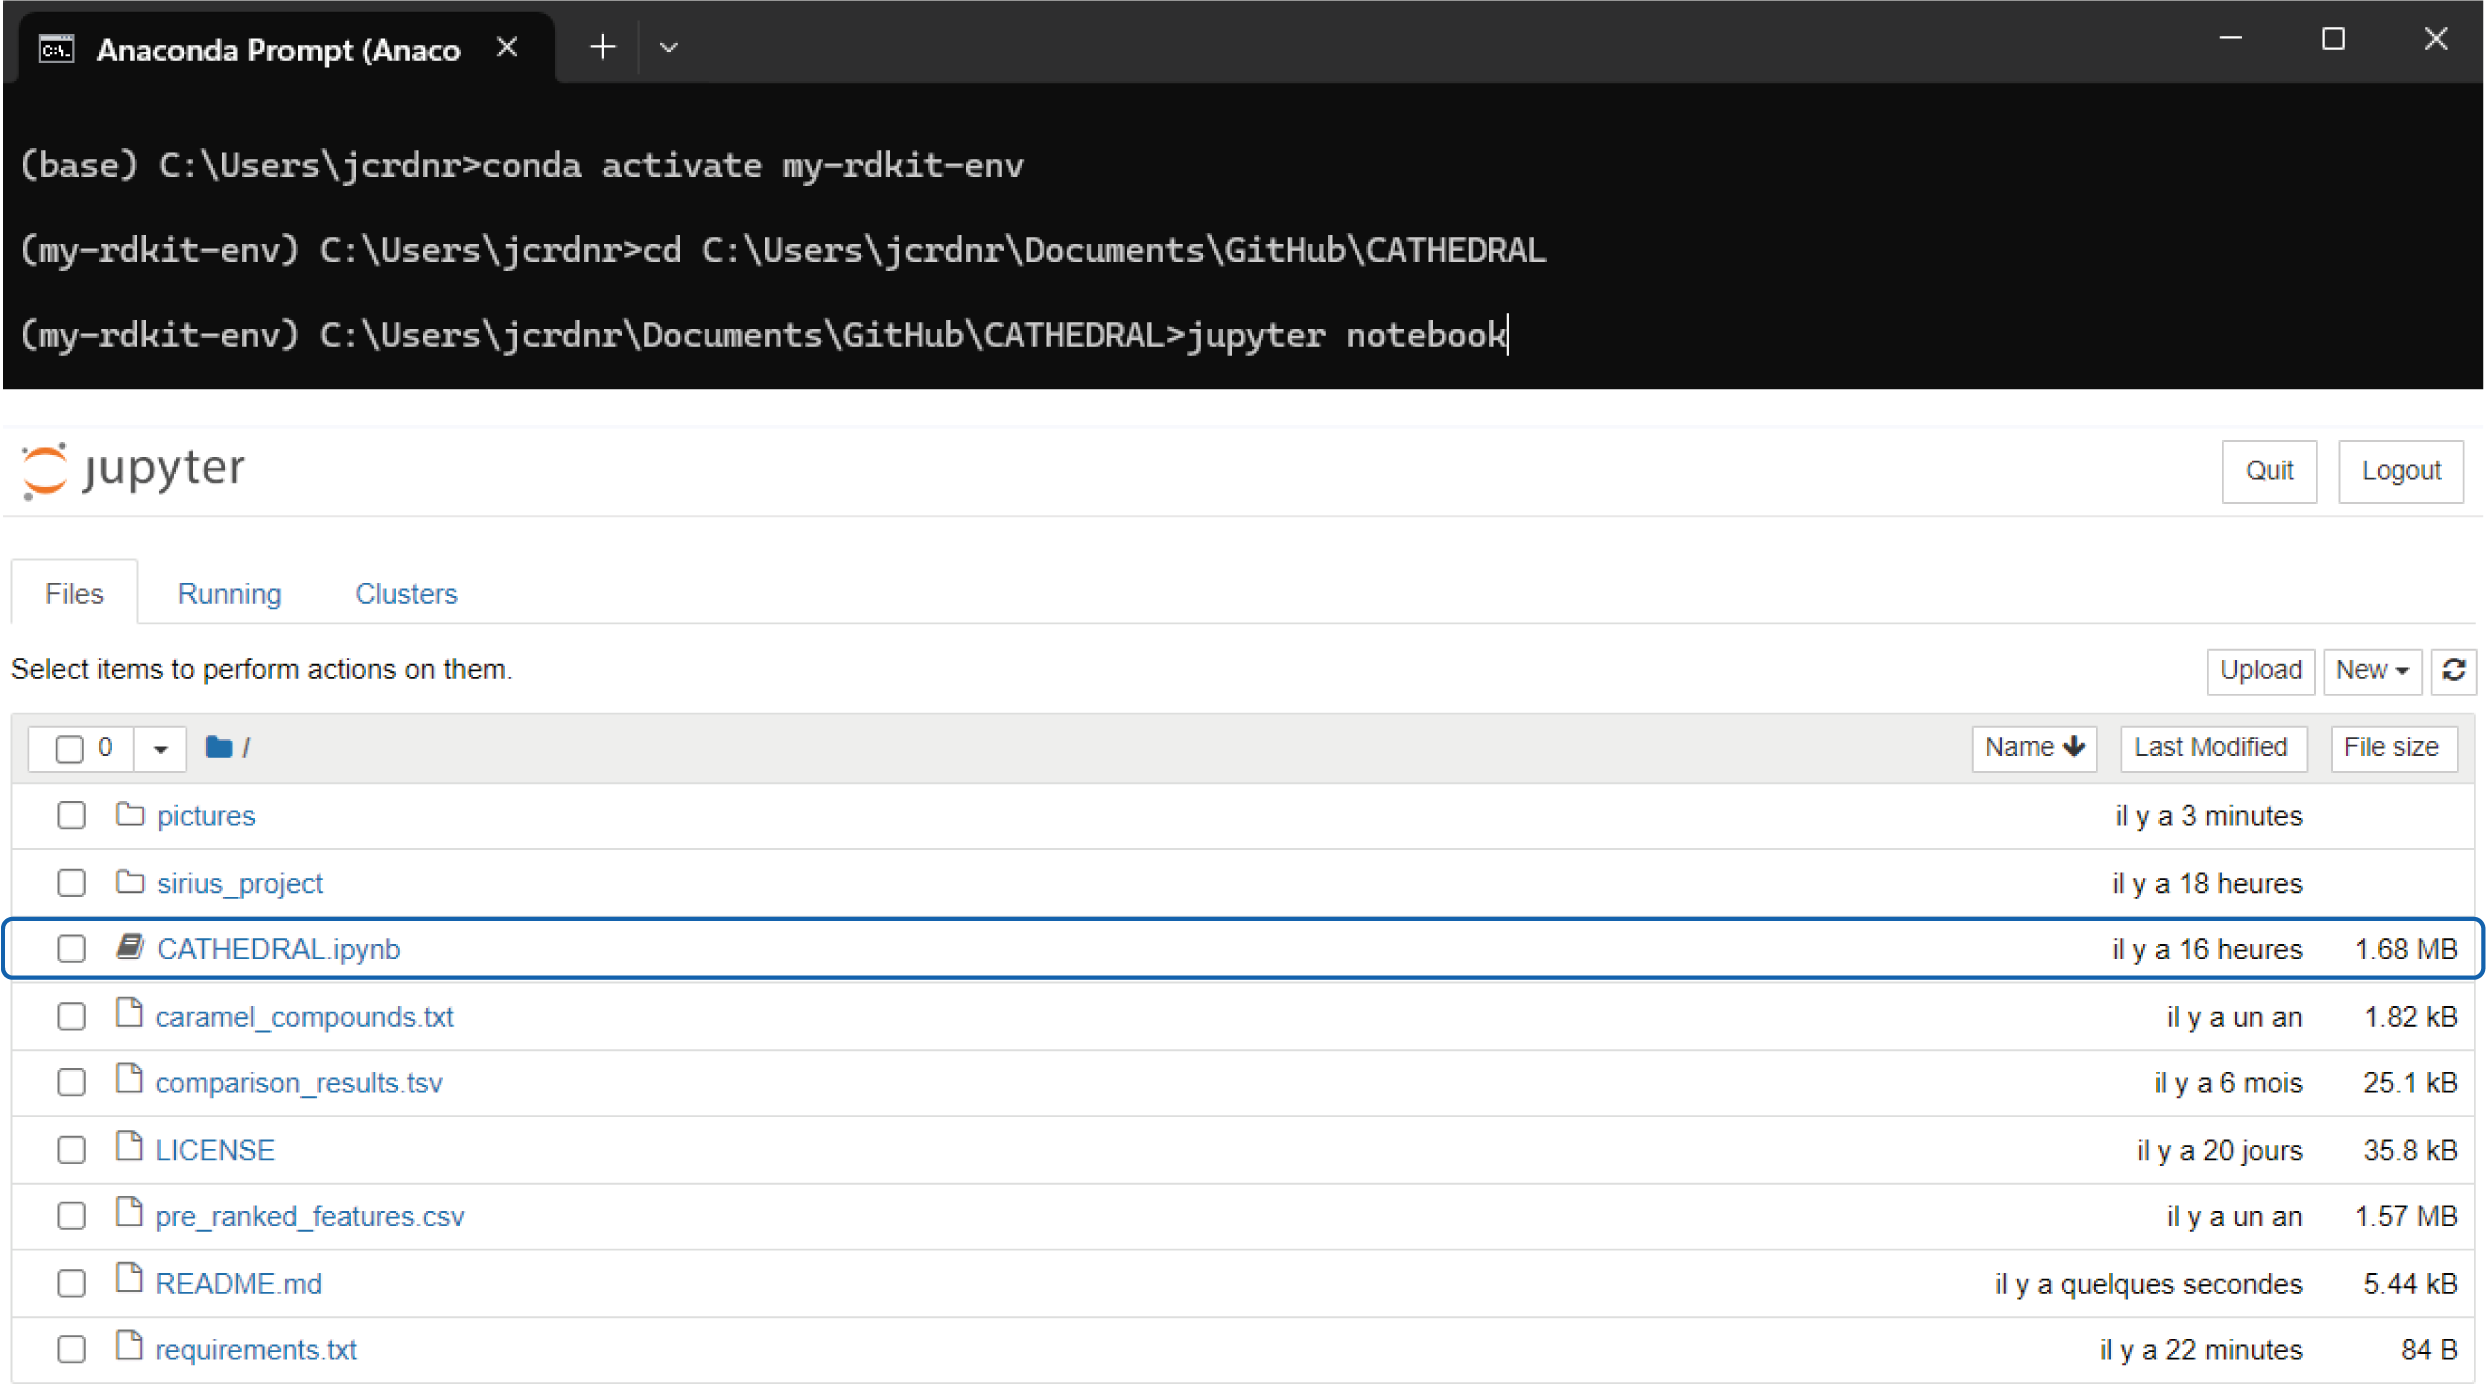 Anaconda Prompt (Anaco
(base) C:\Users\jcrdnr>conda activate my-rdkit-env
(my-rdkit-env) C:\Users\jcrdnr>cd C:\Users\jcrdnr\Documents\GitHub\CATHEDRAL
(my-rdkit-env) C:\Users\jcrdnr\Documents\GitHub\CATHEDRAL>jupyter notebook
jupyter Quit Logout
Files Running Clusters
Select items to perform actions on them. Upload New
0 / Name Last Modified File size
pictures il y a 3 minutes
sirius_project il y a 18 heures
CATHEDRAL.ipynb il y a 16 heures 1.68 MB
caramel_compounds.txt il y a un an 1.82 kB
comparison_results.tsv il y a 6 mois 25.1 kB
LICENSE il y a 20 jours 35.8 kB
pre_ranked_features.csv il y a un an 1.57 MB
README.md il y a quelques secondes 5.44 kB
requirements.txt il y a 22 minutes 84 B